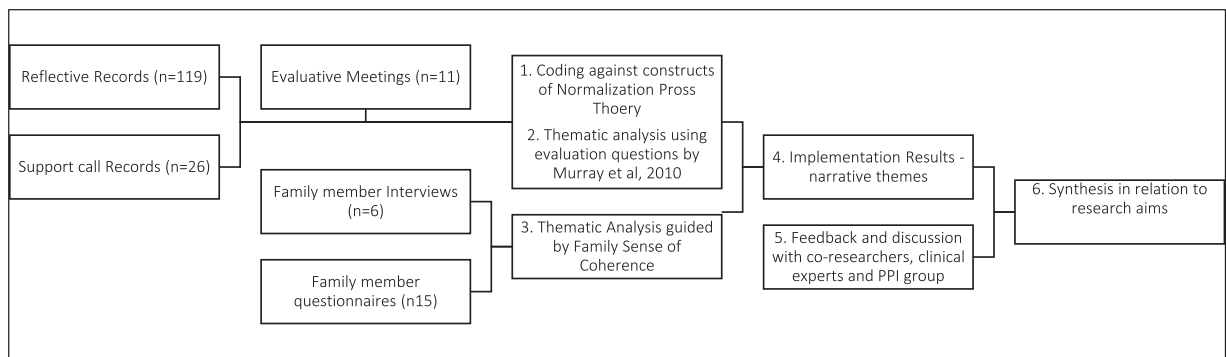 Reflective Records (n=119)
Support call Records (n=26)
Evaluative Meetings (n=11)
Family member Interviews
(n=6)
Family member
questionnaires (n15)
1. Coding against constructs
of Normalization Pross
Thoery
2. Thematic analysis using
evaluation questions by
Murray et al, 2010
3. Thematic Analysis guided
by Family Sense of
Coherence
4. Implementation Results -
narrative themes
5. Feedback and discussion
with co-researchers, clinical
experts and PPI group
6. Synthesis in relation to
research aims